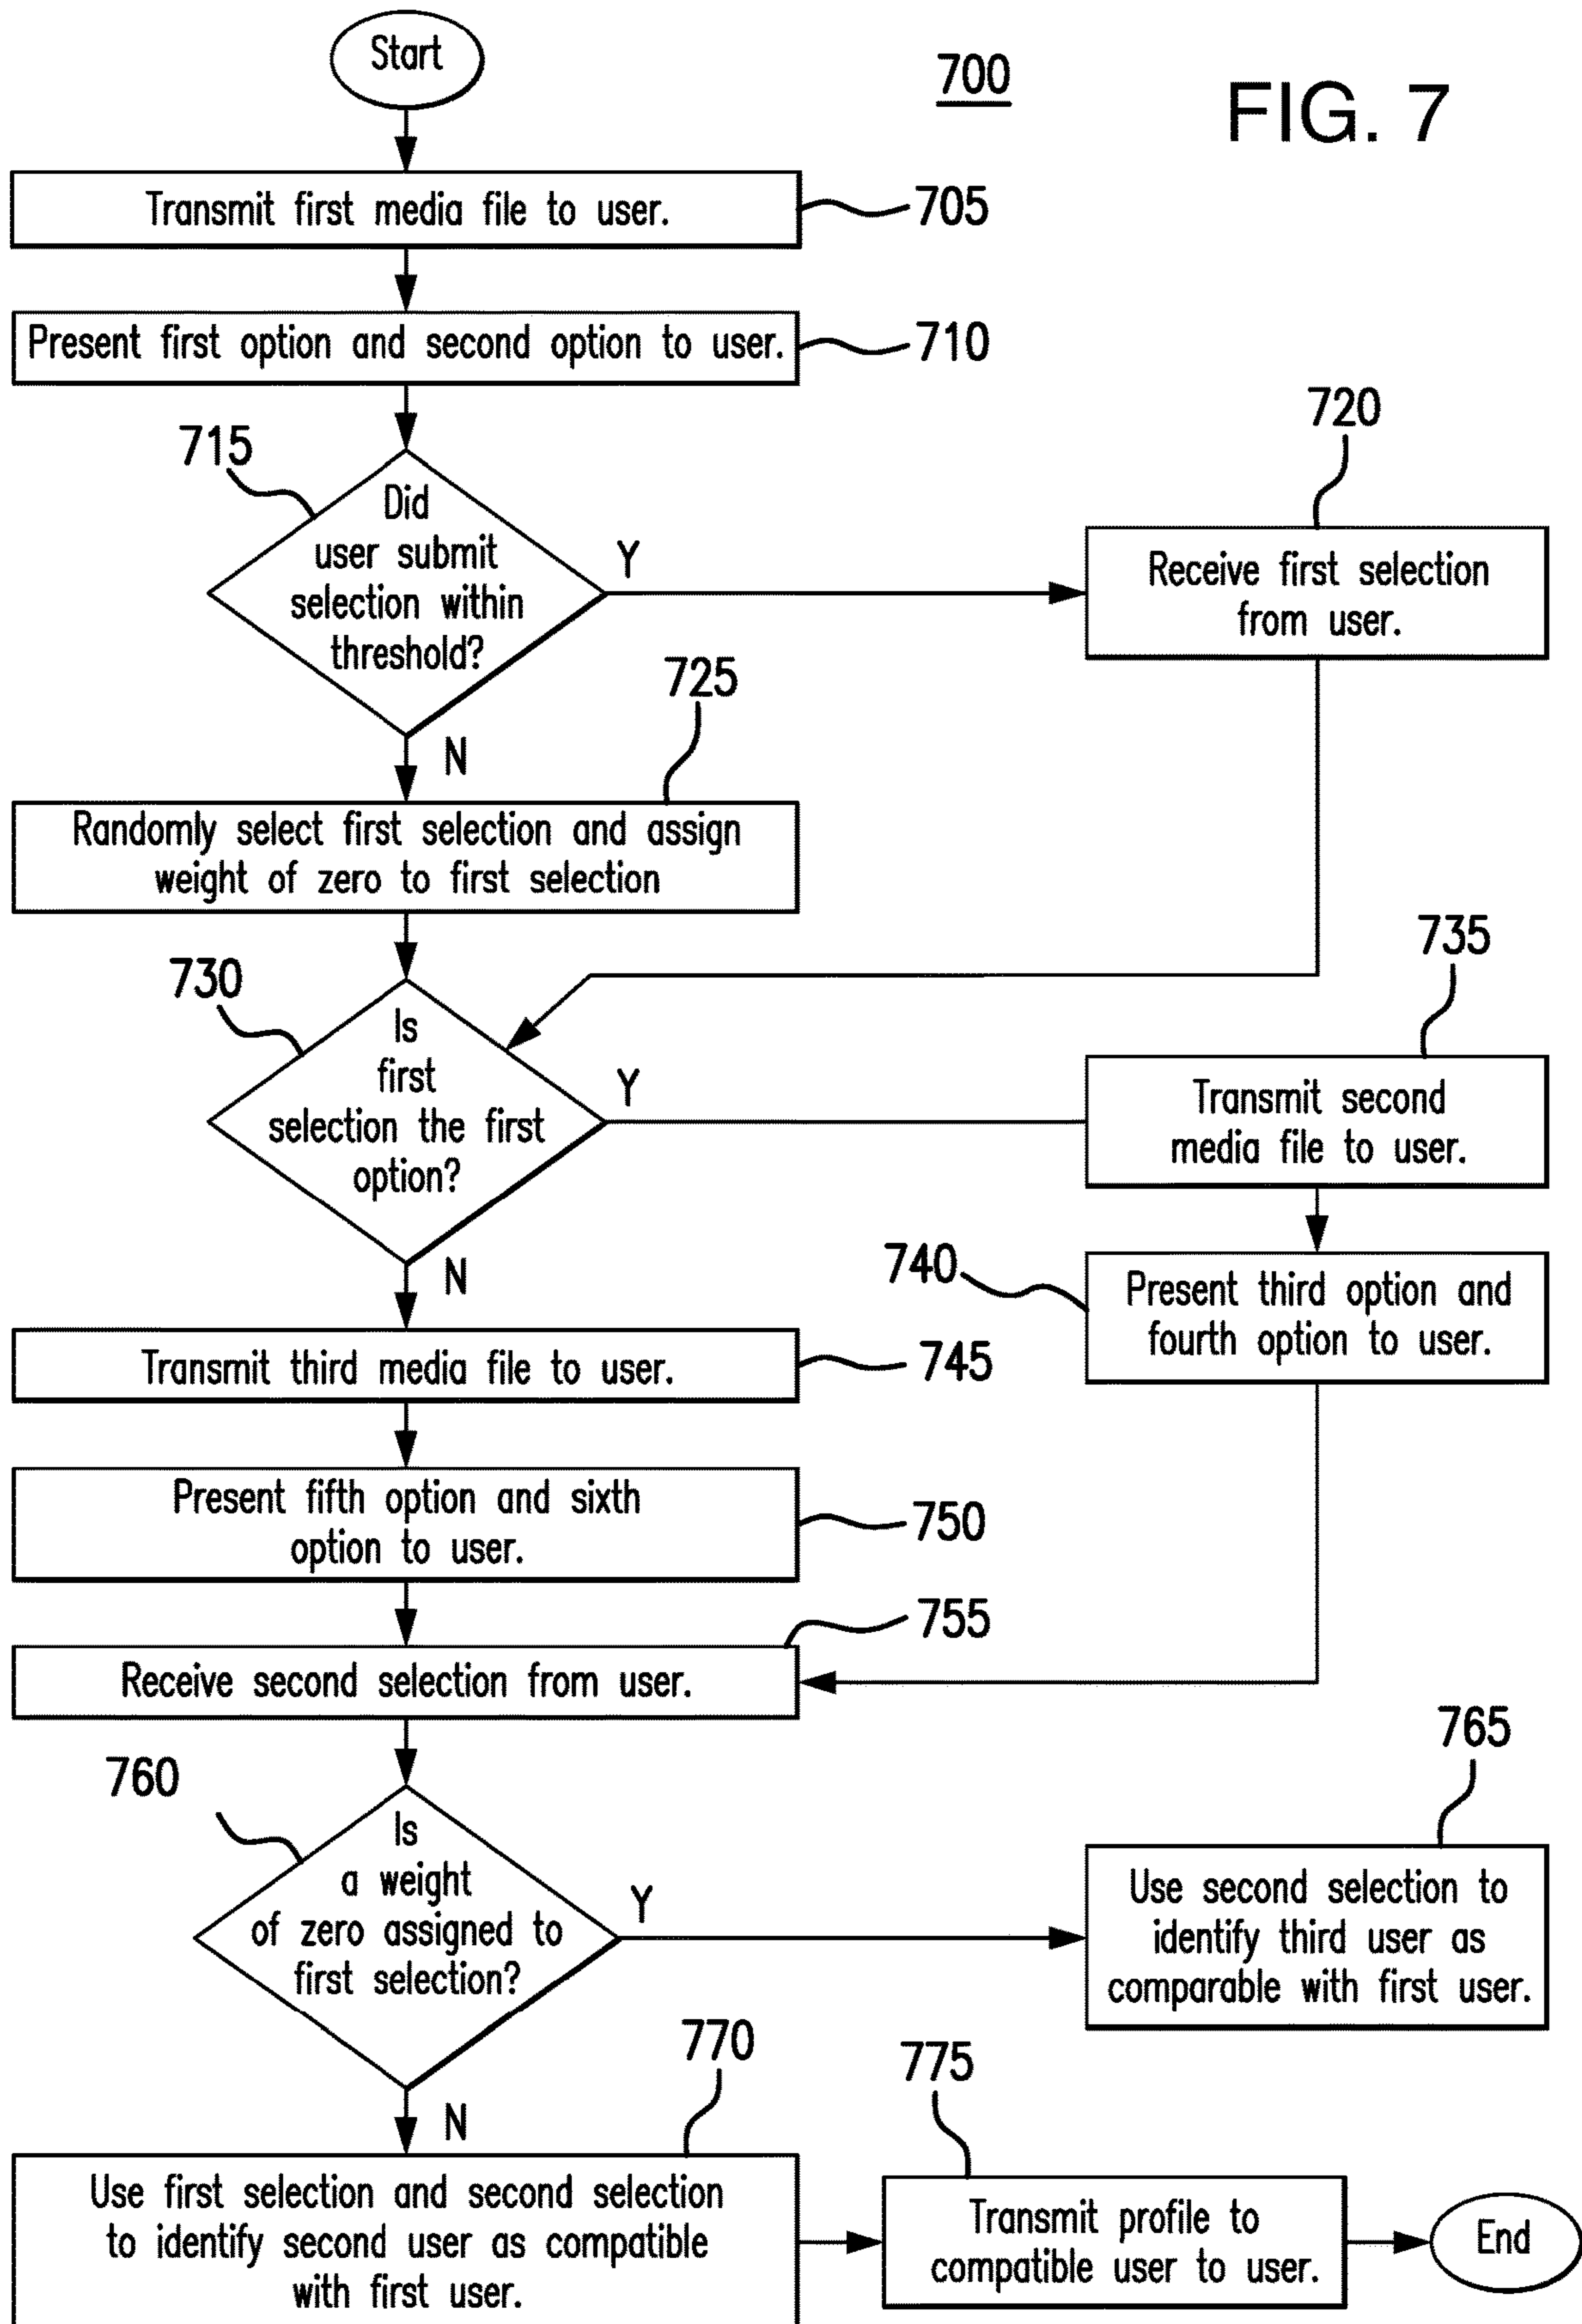 Start
700
FIG. 7
Transmit first media file to user.
705
Present first option and second option to user.
710
715
Did
user submit
selection within
threshold?
Y
N
720
Receive first selection
from user.
725
Randomly select first selection and assign
weight of zero to first selection
730
Is
first
selection the first
option?
Y
N
735
Transmit second
media file to user.
740
Present third option and
fourth option to user.
Transmit third media file to user.
745
Present fifth option and sixth
option to user.
750
755
Receive second selection from user.
760
Is
a weight
of zero assigned to
first selection?
Y
N
765
Use second selection to
identify third user as
comparable with first user.
770
Use first selection and second selection
to identify second user as compatible
with first user.
775
Transmit profile to
compatible user to user.
End